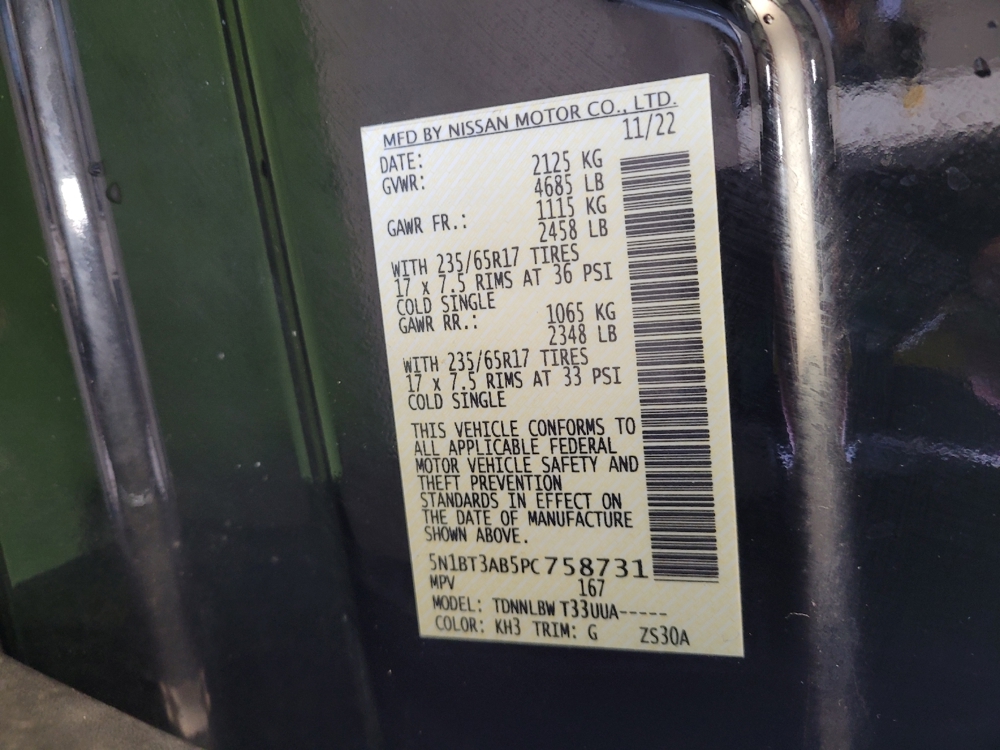 MFD BY NISSAN MOTOR CO., LTD.
DATE: 11/22
GVWR: 2125 KG
4685 LB
GAWR FR.: 1115 KG
2458 LB
WITH 235/65R17 TIRES
17 x 7.5 RIMS AT 36 PSI
COLD SINGLE
GAWR RR.: 1065 KG
2348 LB
WITH 235/65R17 TIRES
17 x 7.5 RIMS AT 33 PSI
COLD SINGLE
THIS VEHICLE CONFORMS TO
ALL APPLICABLE FEDERAL
MOTOR VEHICLE SAFETY AND
THEFT PREVENTION
STANDARDS IN EFFECT ON
THE DATE OF MANUFACTURE
SHOWN ABOVE.
5N1BT3AB5PC758731
MPV 167
MODEL: TDNNLBW T33UUA-----
COLOR: KH3 TRIM: G ZS30A